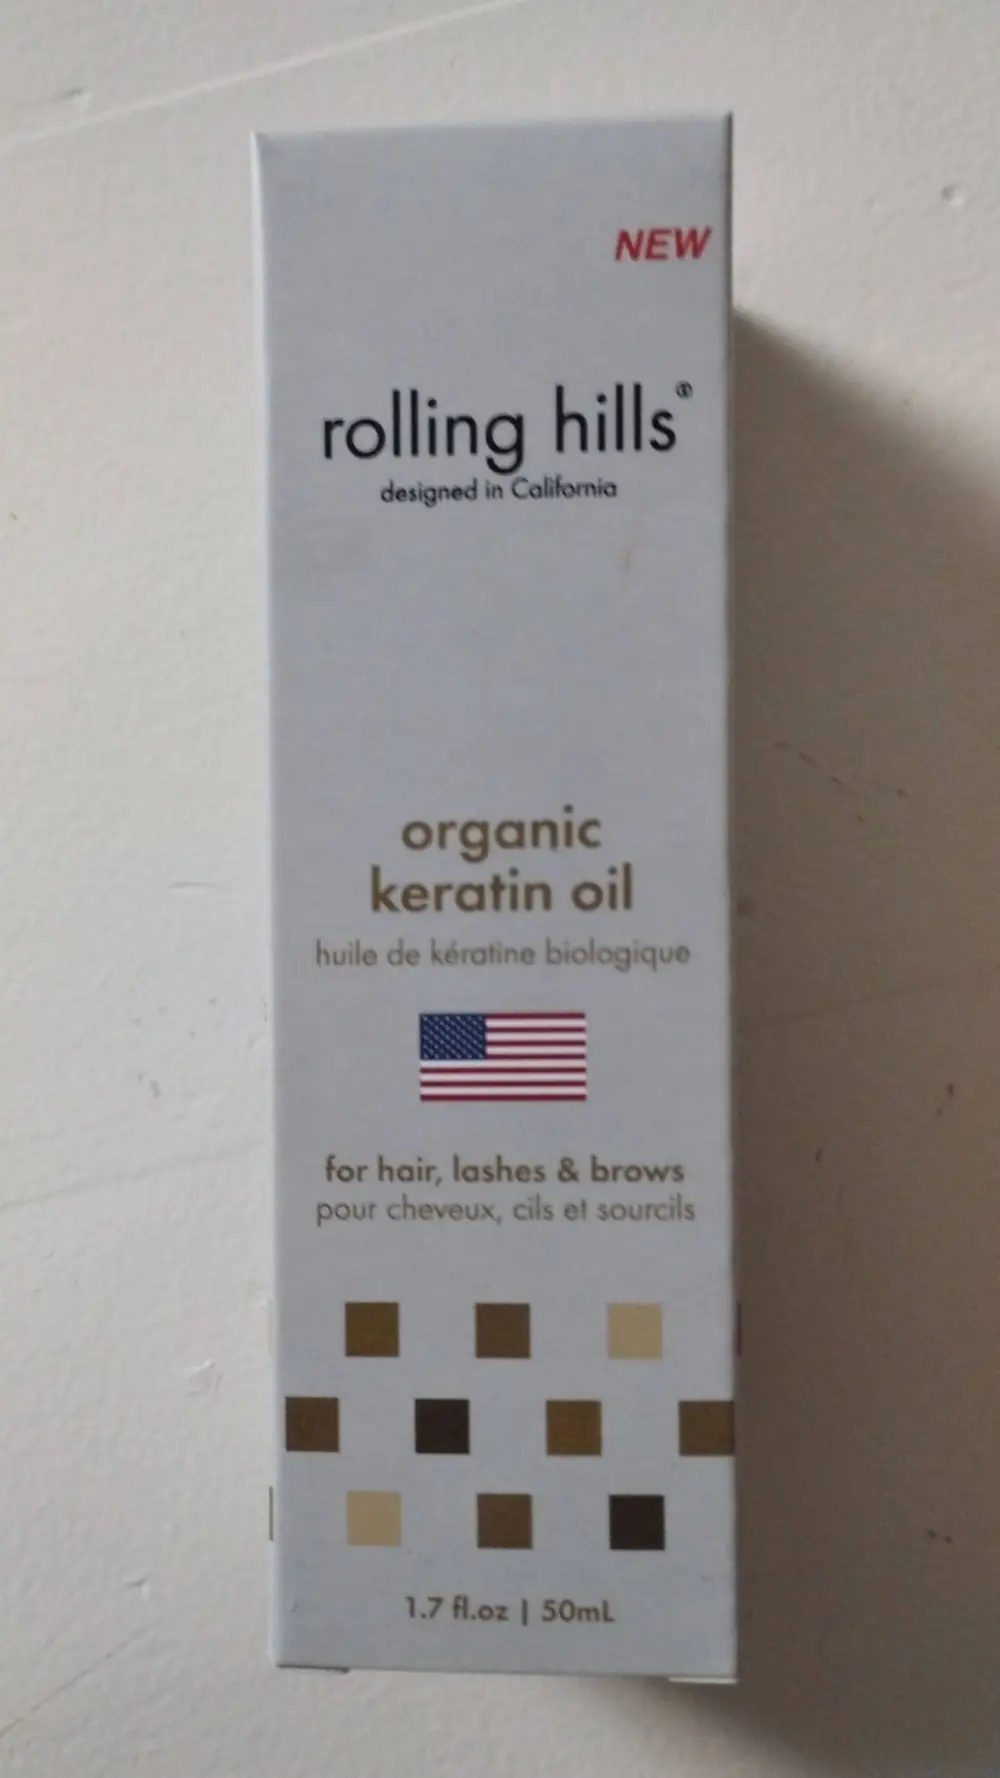 NEW
rolling hills®
designed in California
organic
keratin oil
huile de kératine biologique
for hair, lashes & brows
pour cheveux, cils et sourcils
1.7 fl.oz | 50mL